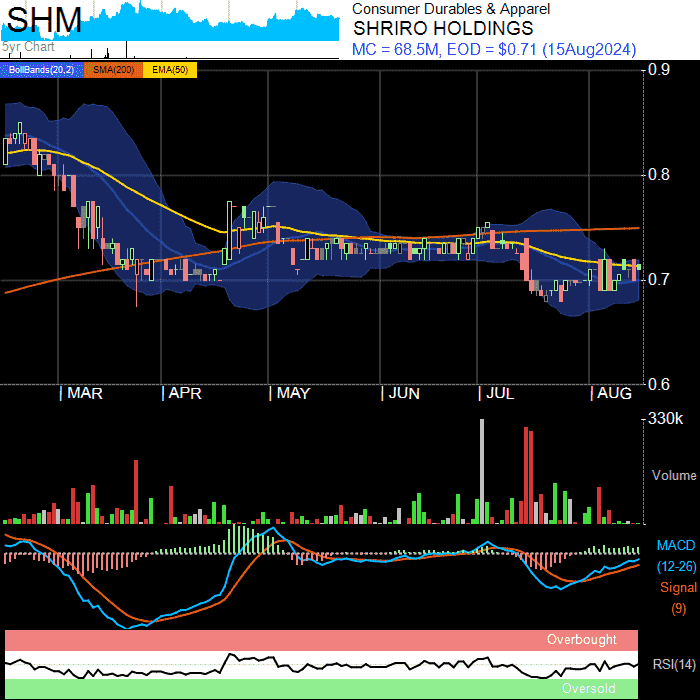 SHM
5yr Chart
Consumer Durables & Apparel
SHRIRO HOLDINGS
MC = 68.5M, EOD = $0.71 (15Aug2024)
BollBands(20,2) SMA(200) EMA(50)
0.9
0.8
0.7
0.6
| MAR | APR | MAY | JUN | JUL | AUG
330k
Volume
MACD
(12-26)
Signal
(9)
Overbought
RSI(14)
Oversold